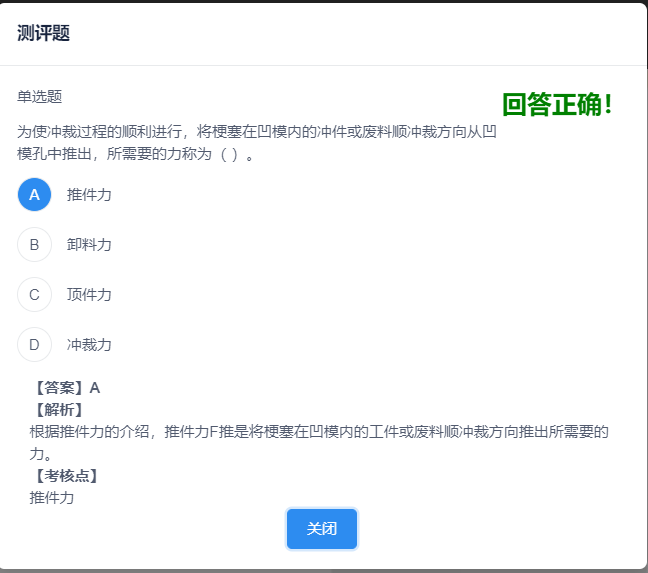 测评题
单选题
回答正确！
为使冲裁过程的顺利进行，将梗塞在凹模内的冲件或废料顺冲裁方向从凹
模孔中推出，所需要的力称为（ ）。
A 推件力
B 卸料力
C 顶件力
D 冲裁力
【答案】A
【解析】
根据推件力的介绍，推件力F推是将梗塞在凹模内的工件或废料顺冲裁方向推出所需要的
力。
【考核点】
推件力
关闭